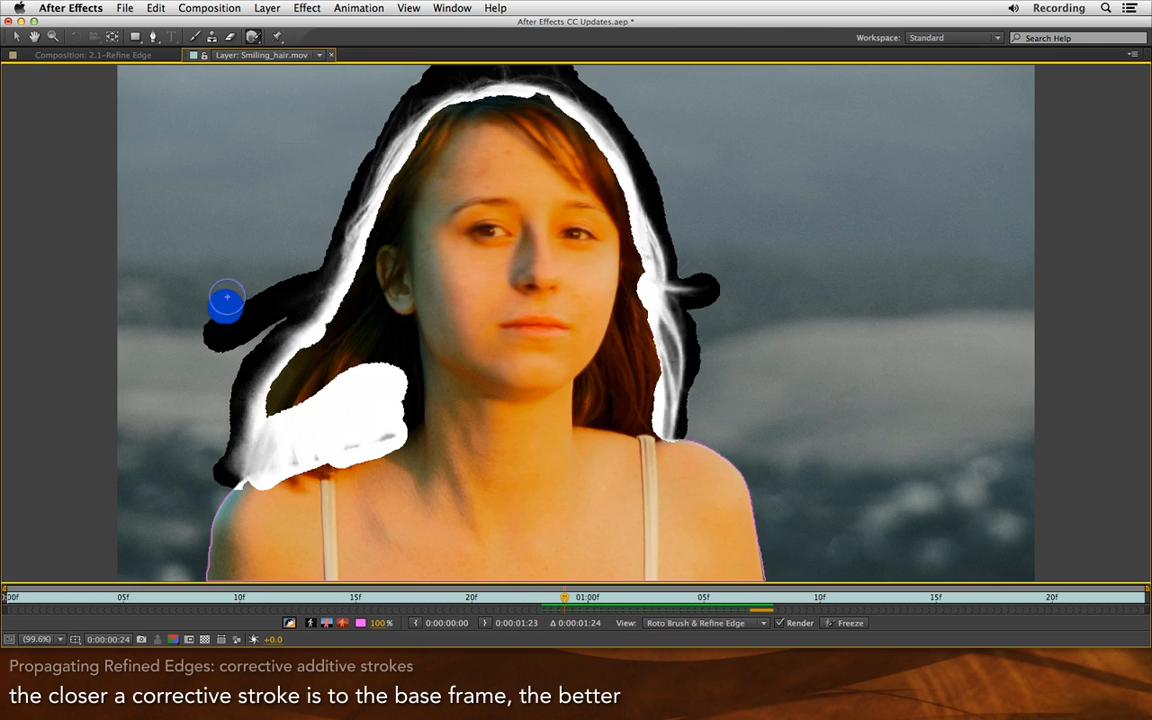 After Effects File Edit Composition Layer Effect Animation View Window Help Recording
After Effects CC Updates.aep *
Workspace: Standard Search Help
Composition: 2.1-Refine Edge Layer: Smiling_hair.mov
00f 05f 10f 15f 20f 01:00f 05f 10f 15f 20f
100 % 0:00:00:00 0:00:01:23 Δ 0:00:01:24 View: Roto Brush & Refine Edge Render Freeze
(99.6%) 0:00:00:24 +0.0
Propagating Refined Edges: corrective additive strokes
the closer a corrective stroke is to the base frame, the better